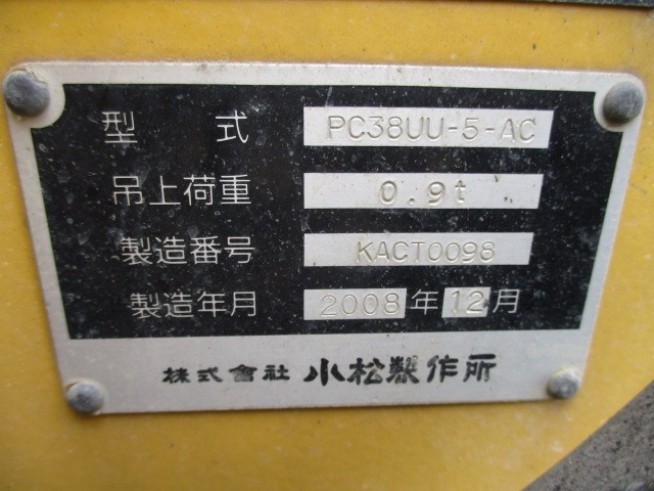 型 式 PC38UU-5-AC
吊上荷重 0.9t
製造番号 KACT0098
製造年月 2008年12月
株式會社 小松製作所